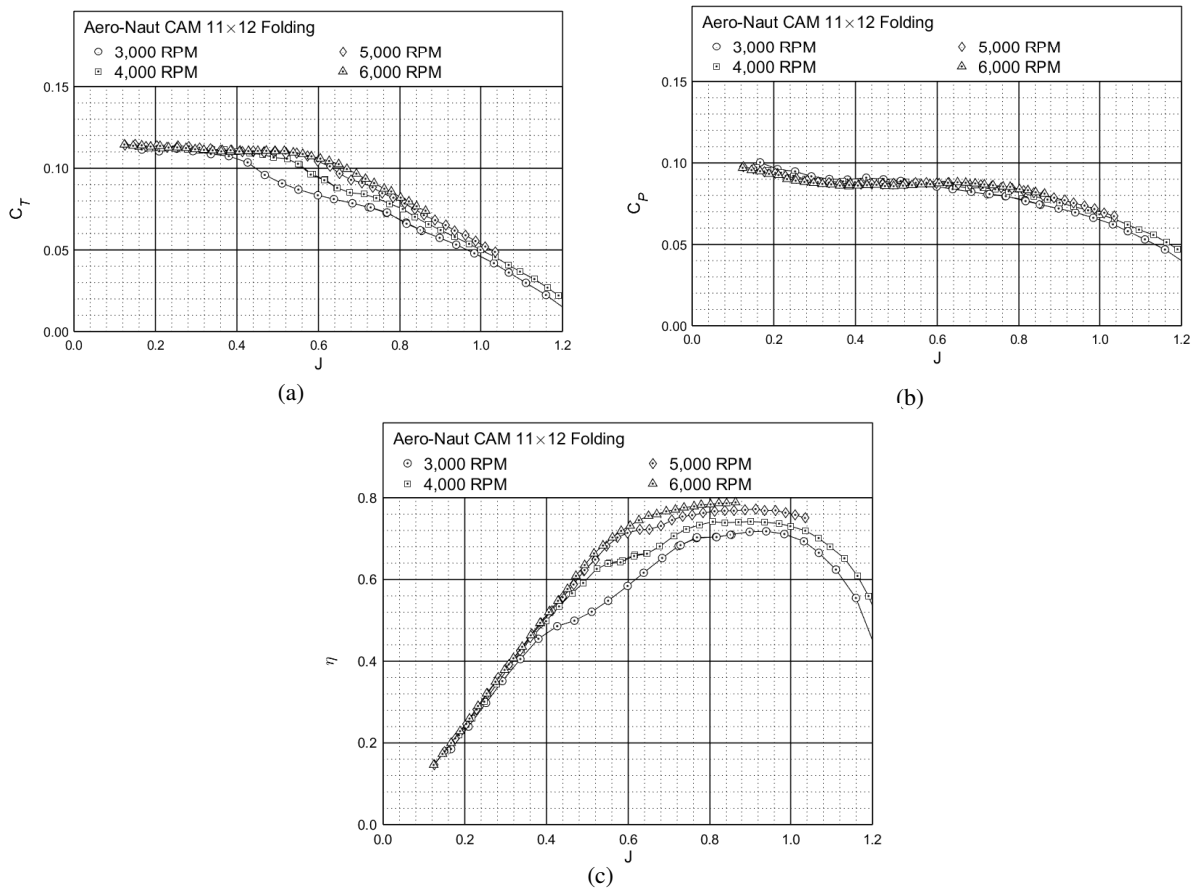 Aero-Naut CAM 11×12 Folding
3,000 RPM
5,000 RPM
4,000 RPM
6,000 RPM
0.15
0.10
C_T
0.05
0.00
0.0 0.2 0.4 0.6 0.8 1.0 1.2
J
(a)
Aero-Naut CAM 11×12 Folding
3,000 RPM
5,000 RPM
4,000 RPM
6,000 RPM
0.15
0.10
C_P
0.05
0.00
0.0 0.2 0.4 0.6 0.8 1.0 1.2
J
(b)
Aero-Naut CAM 11×12 Folding
3,000 RPM
5,000 RPM
4,000 RPM
6,000 RPM
0.8
0.6
0.4
η
0.2
0.0
0.0 0.2 0.4 0.6 0.8 1.0 1.2
J
(c)